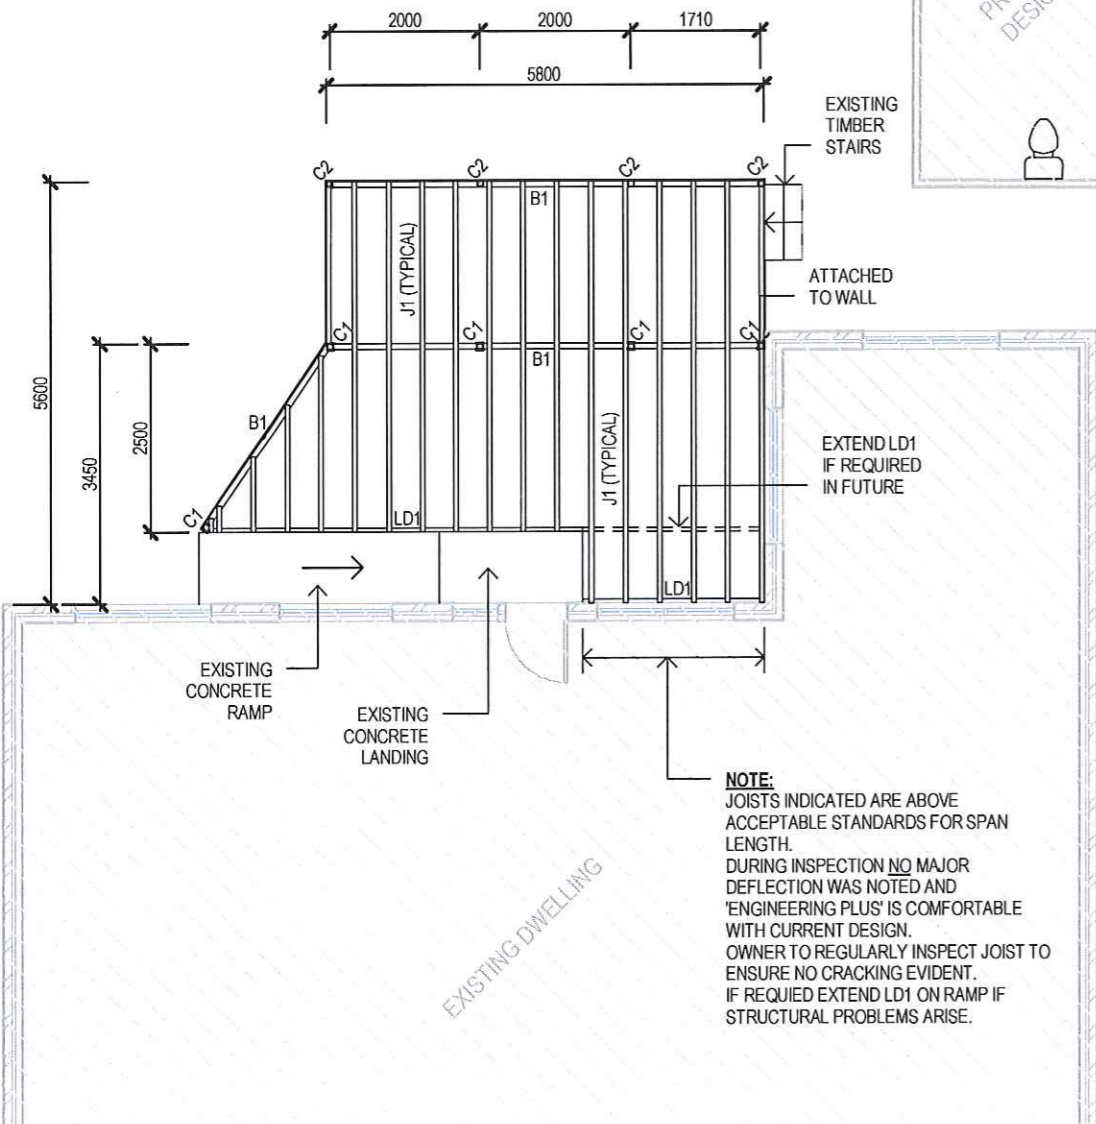 2000
2000
1710
5800
PR
DESIG
EXISTING
TIMBER
STAIRS
C2
C2
C2
C2
B1
J1 (TYPICAL)
ATTACHED
TO WALL
C1
C1
C1
C1
B1
5600
3450
2500
B1
J1 (TYPICAL)
EXTEND LD1
IF REQUIRED
IN FUTURE
C1
LD1
LD1
EXISTING
CONCRETE
RAMP
EXISTING
CONCRETE
LANDING
NOTE:
JOISTS INDICATED ARE ABOVE
ACCEPTABLE STANDARDS FOR SPAN
LENGTH.
DURING INSPECTION NO MAJOR
DEFLECTION WAS NOTED AND
'ENGINEERING PLUS' IS COMFORTABLE
WITH CURRENT DESIGN.
OWNER TO REGULARLY INSPECT JOIST TO
ENSURE NO CRACKING EVIDENT.
IF REQUIED EXTEND LD1 ON RAMP IF
STRUCTURAL PROBLEMS ARISE.
EXISTING DWELLING